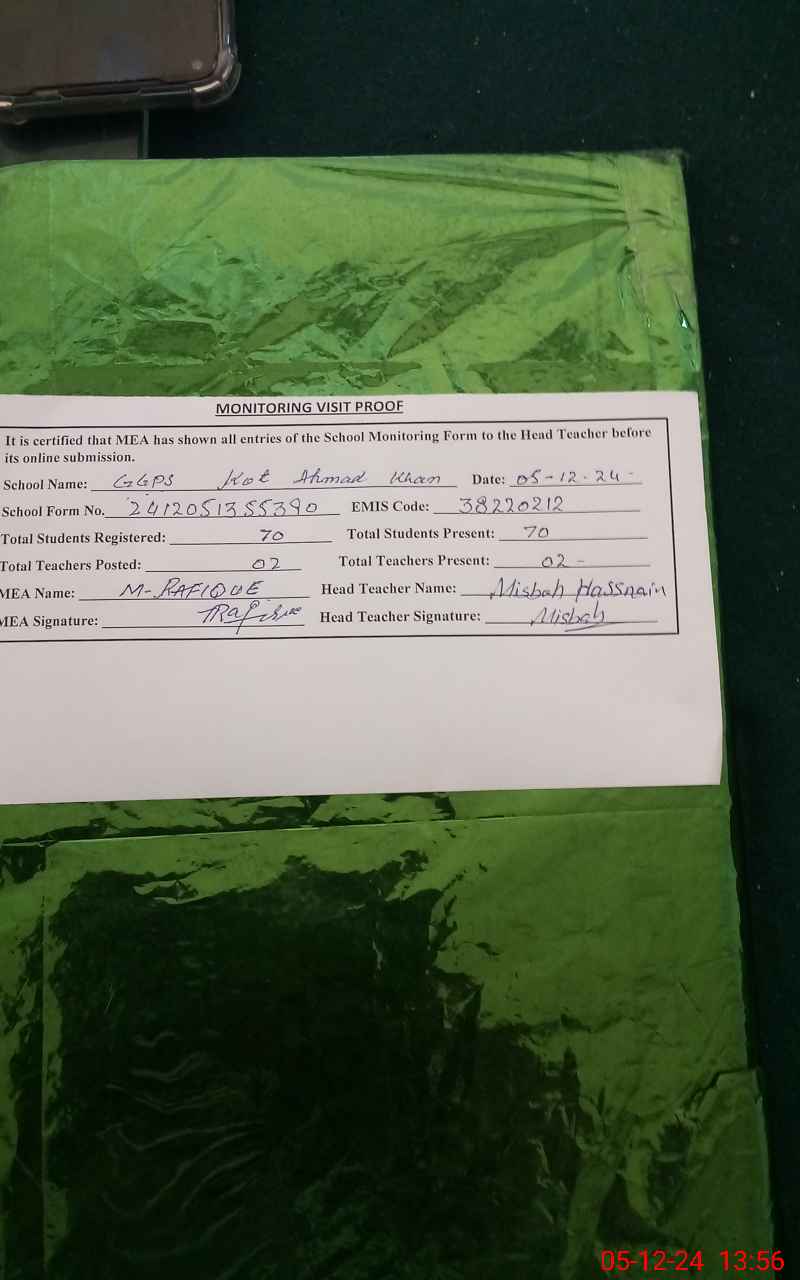 MONITORING VISIT PROOF
It is certified that MEA has shown all entries of the School Monitoring Form to the Head Teacher before
its online submission.
School Name: GGPS Kot Ahmad Khan Date: 05-12-24-
School Form No. 2412051355390 EMIS Code: 38220212
Total Students Registered: 70 Total Students Present: 70
Total Teachers Posted: 02 Total Teachers Present: 02-
MEA Name: M-RAFIQUE Head Teacher Name: Misbah Hassnain
MEA Signature: Rafique Head Teacher Signature: Misbah
05-12-24 13:56